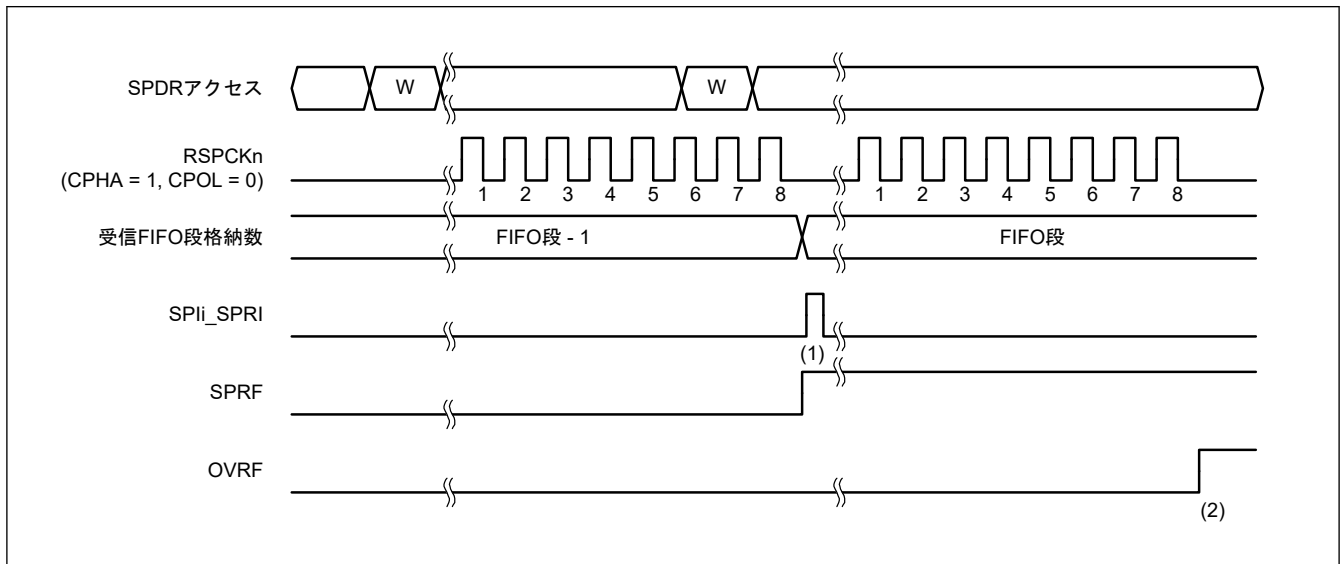 SPDRアクセス
W
W
RSPCKn
(CPHA = 1, CPOL = 0)
1 2 3 4 5 6 7 8
1 2 3 4 5 6 7 8
受信FIFO段格納数
FIFO段 - 1
FIFO段
SPIi_SPRI
(1)
SPRF
OVRF
(2)